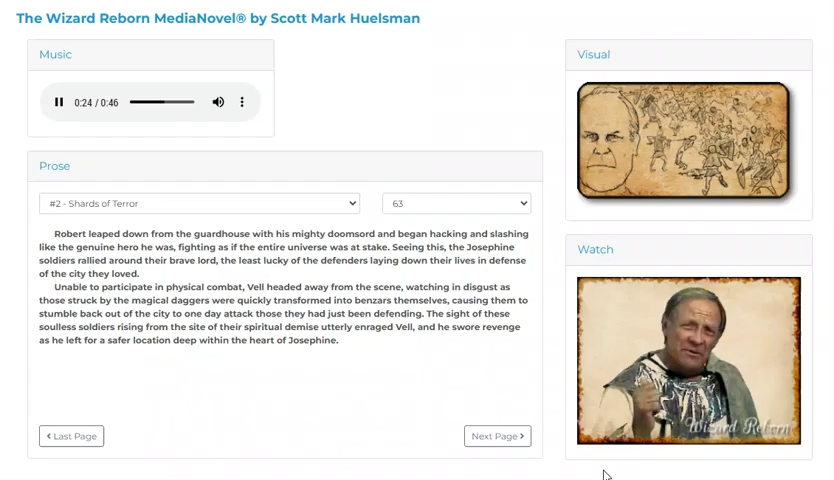 The Wizard Reborn MediaNovel® by Scott Mark Huelsman
Music
0:24 / 0:46
Prose
#2 - Shards of Terror
63
Robert leaped down from the guardhouse with his mighty doomsord and began hacking and slashing
like the genuine hero he was, fighting as if the entire universe was at stake. Seeing this, the Josephine
soldiers rallied around their brave lord, the least lucky of the defenders laying down their lives in defense
of the city they loved.
Unable to participate in physical combat, Vell headed away from the scene, watching in disgust as
those struck by the magical daggers were quickly transformed into benzars themselves, causing them to
stumble back out of the city to one day attack those they had just been defending. The sight of these
soulless soldiers rising from the site of their spiritual demise utterly enraged Vell, and he swore revenge
as he left for a safer location deep within the heart of Josephine.
Last Page
Next Page
Visual
Watch
Wizard Reborn